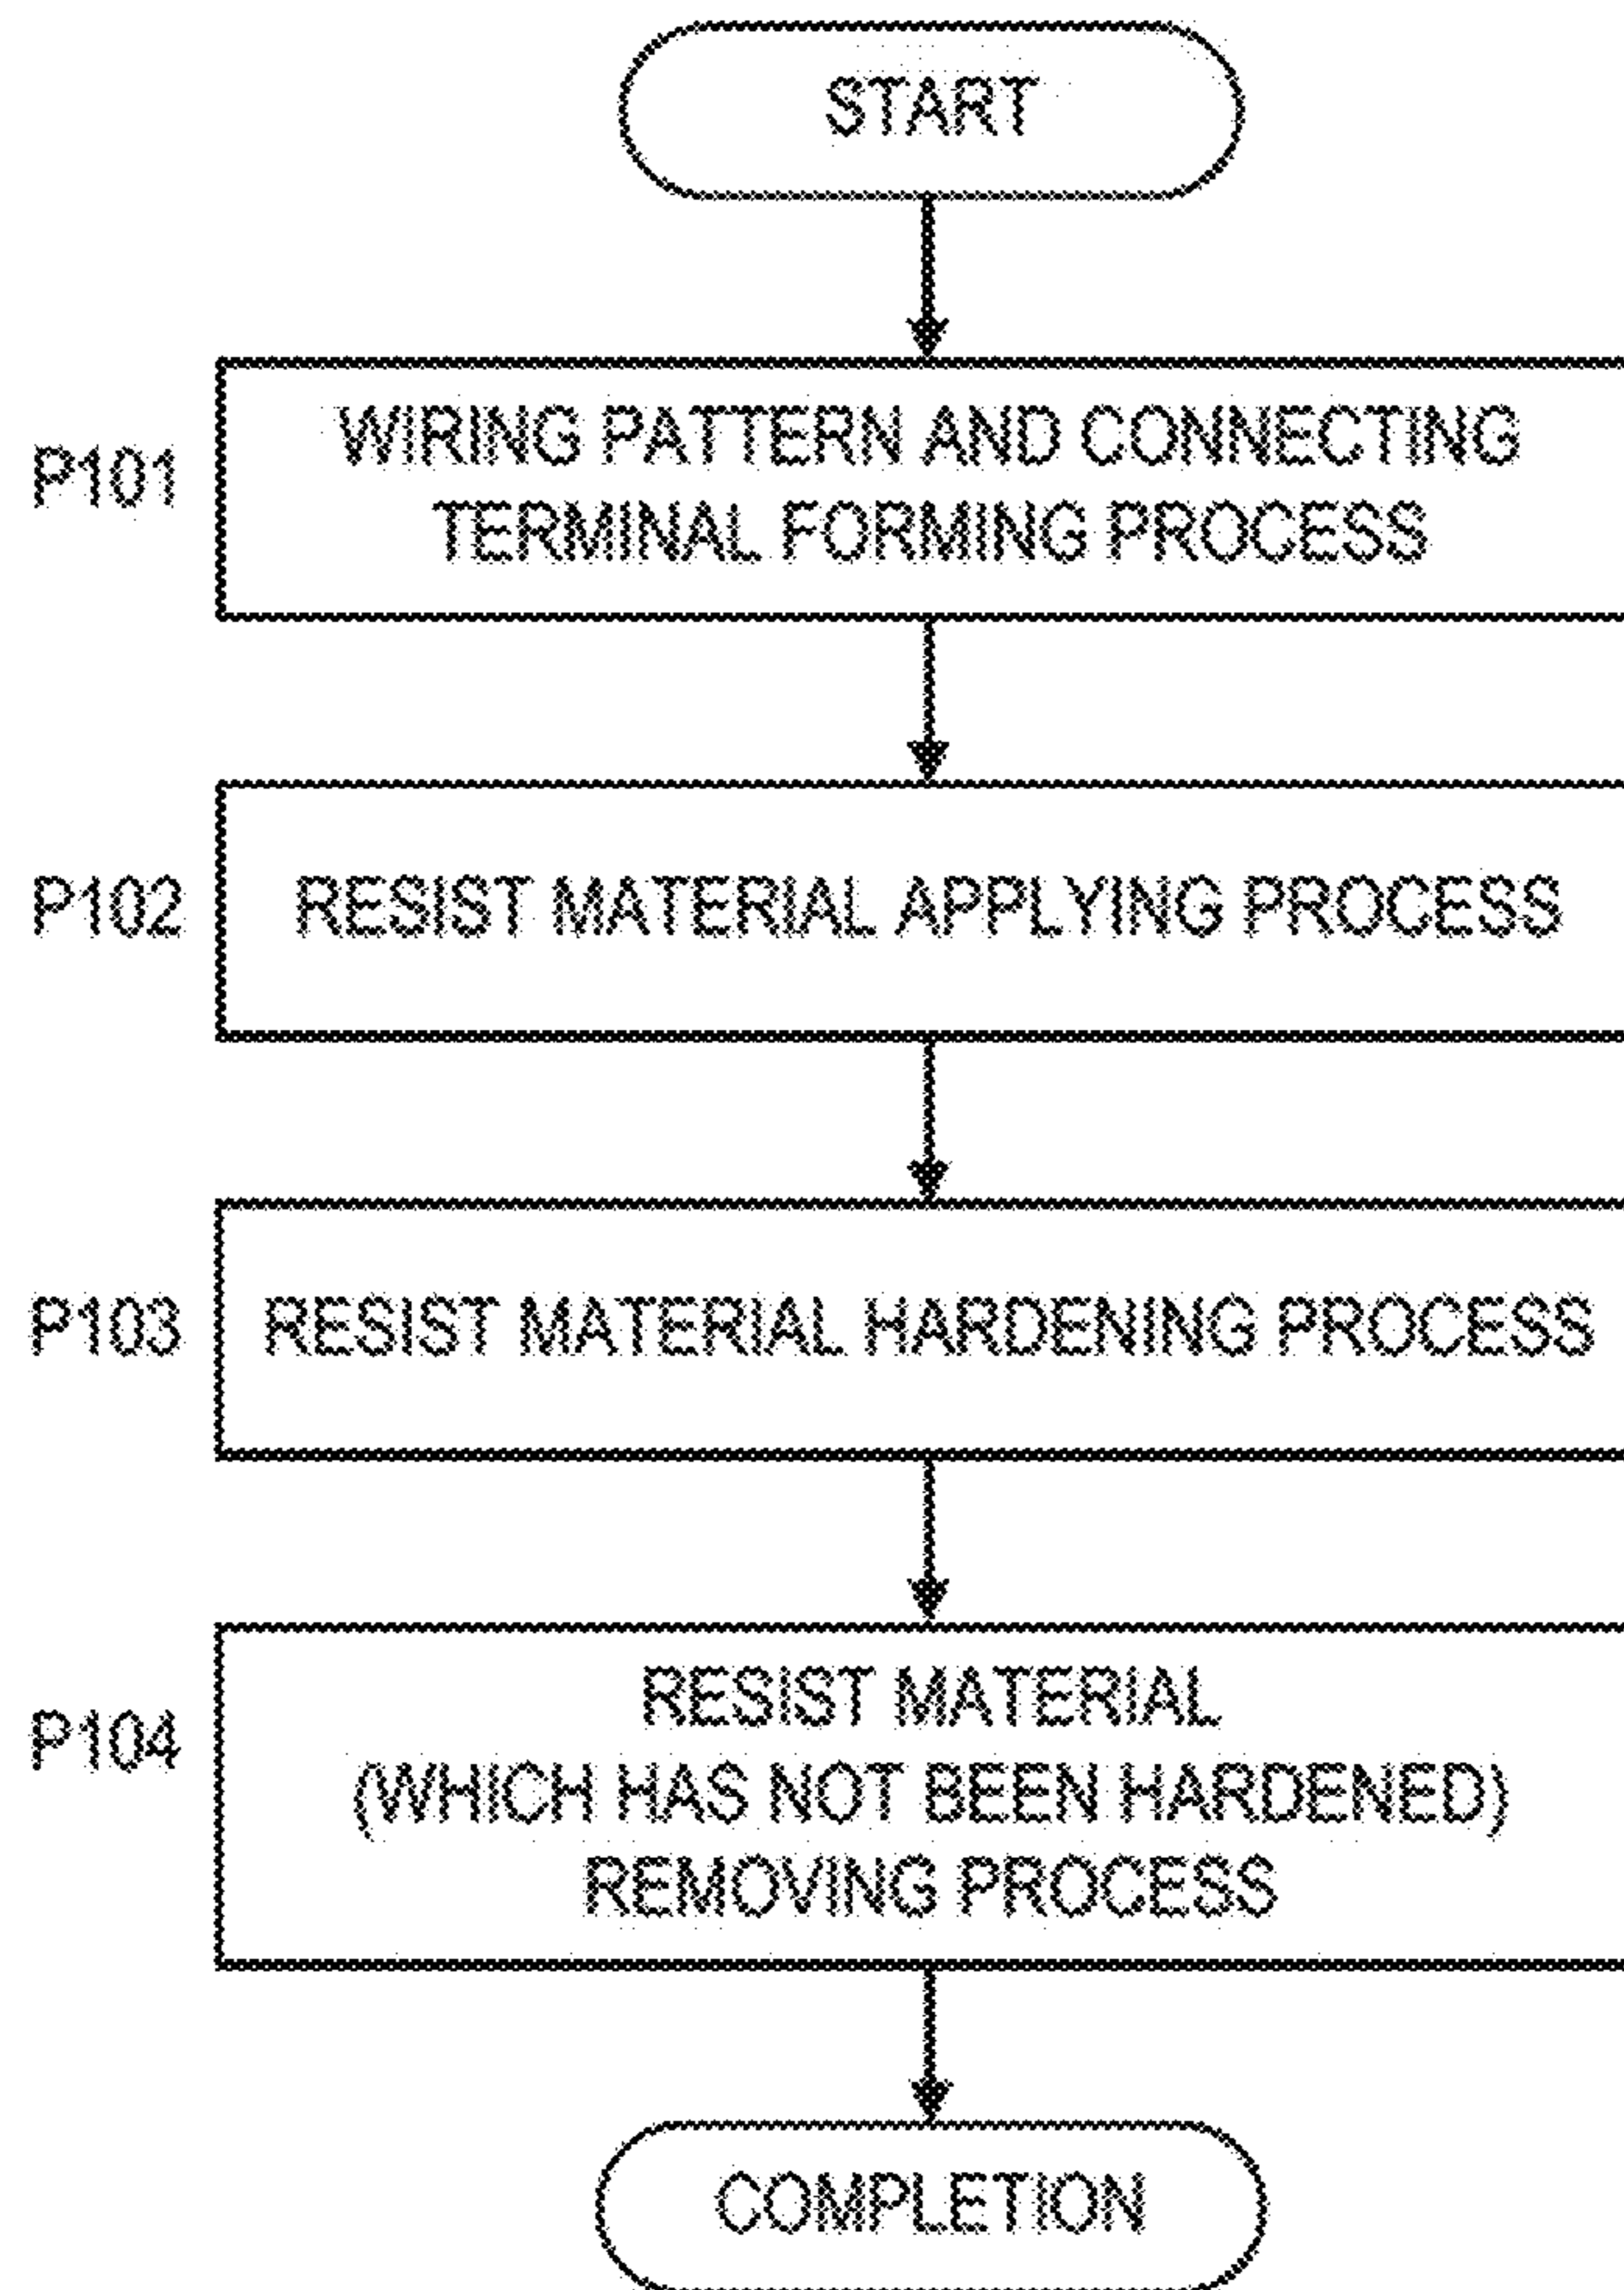 START
P101
WIRING PATTERN AND CONNECTING
TERMINAL FORMING PROCESS
P102
RESIST MATERIAL APPLYING PROCESS
P103
RESIST MATERIAL HARDENING PROCESS
P104
RESIST MATERIAL
(WHICH HAS NOT BEEN HARDENED)
REMOVING PROCESS
COMPLETION